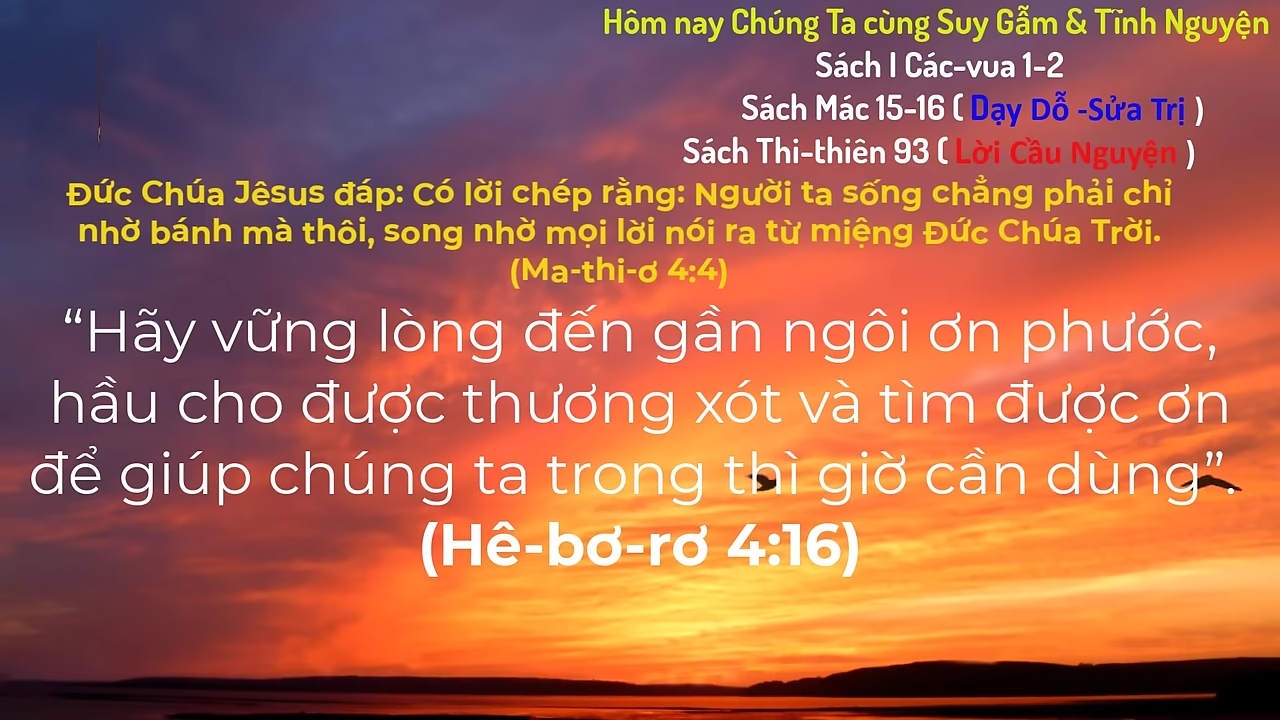 Hôm nay Chúng Ta cùng Suy Gẫm & Tĩnh Nguyện
Sách I Các-vua 1-2
Sách Mác 15-16 ( Dạy Dỗ -Sửa Trị )
Sách Thi-thiên 93 ( Lời Cầu Nguyện )
Đức Chúa Jêsus đáp: Có lời chép rằng: Người ta sống chẳng phải chỉ
nhờ bánh mà thôi, song nhờ mọi lời nói ra từ miệng Đức Chúa Trời.
(Ma-thi-ơ 4:4)
“Hãy vững lòng đến gần ngôi ơn phước,
hầu cho được thương xót và tìm được ơn
để giúp chúng ta trong thì giờ cần dùng”.
(Hê-bơ-rơ 4:16)